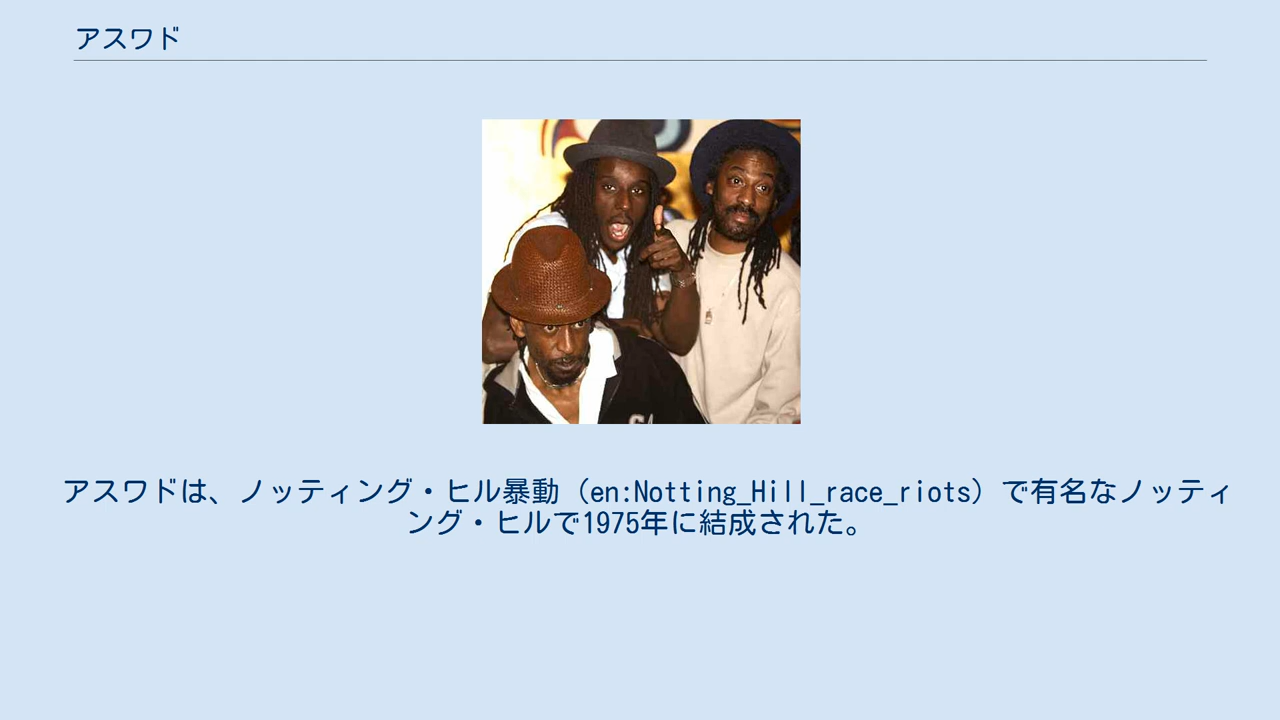 アスワド
アスワドは、ノッティング・ヒル暴動（en:Notting_Hill_race_riots）で有名なノッティ
ング・ヒルで1975年に結成された。